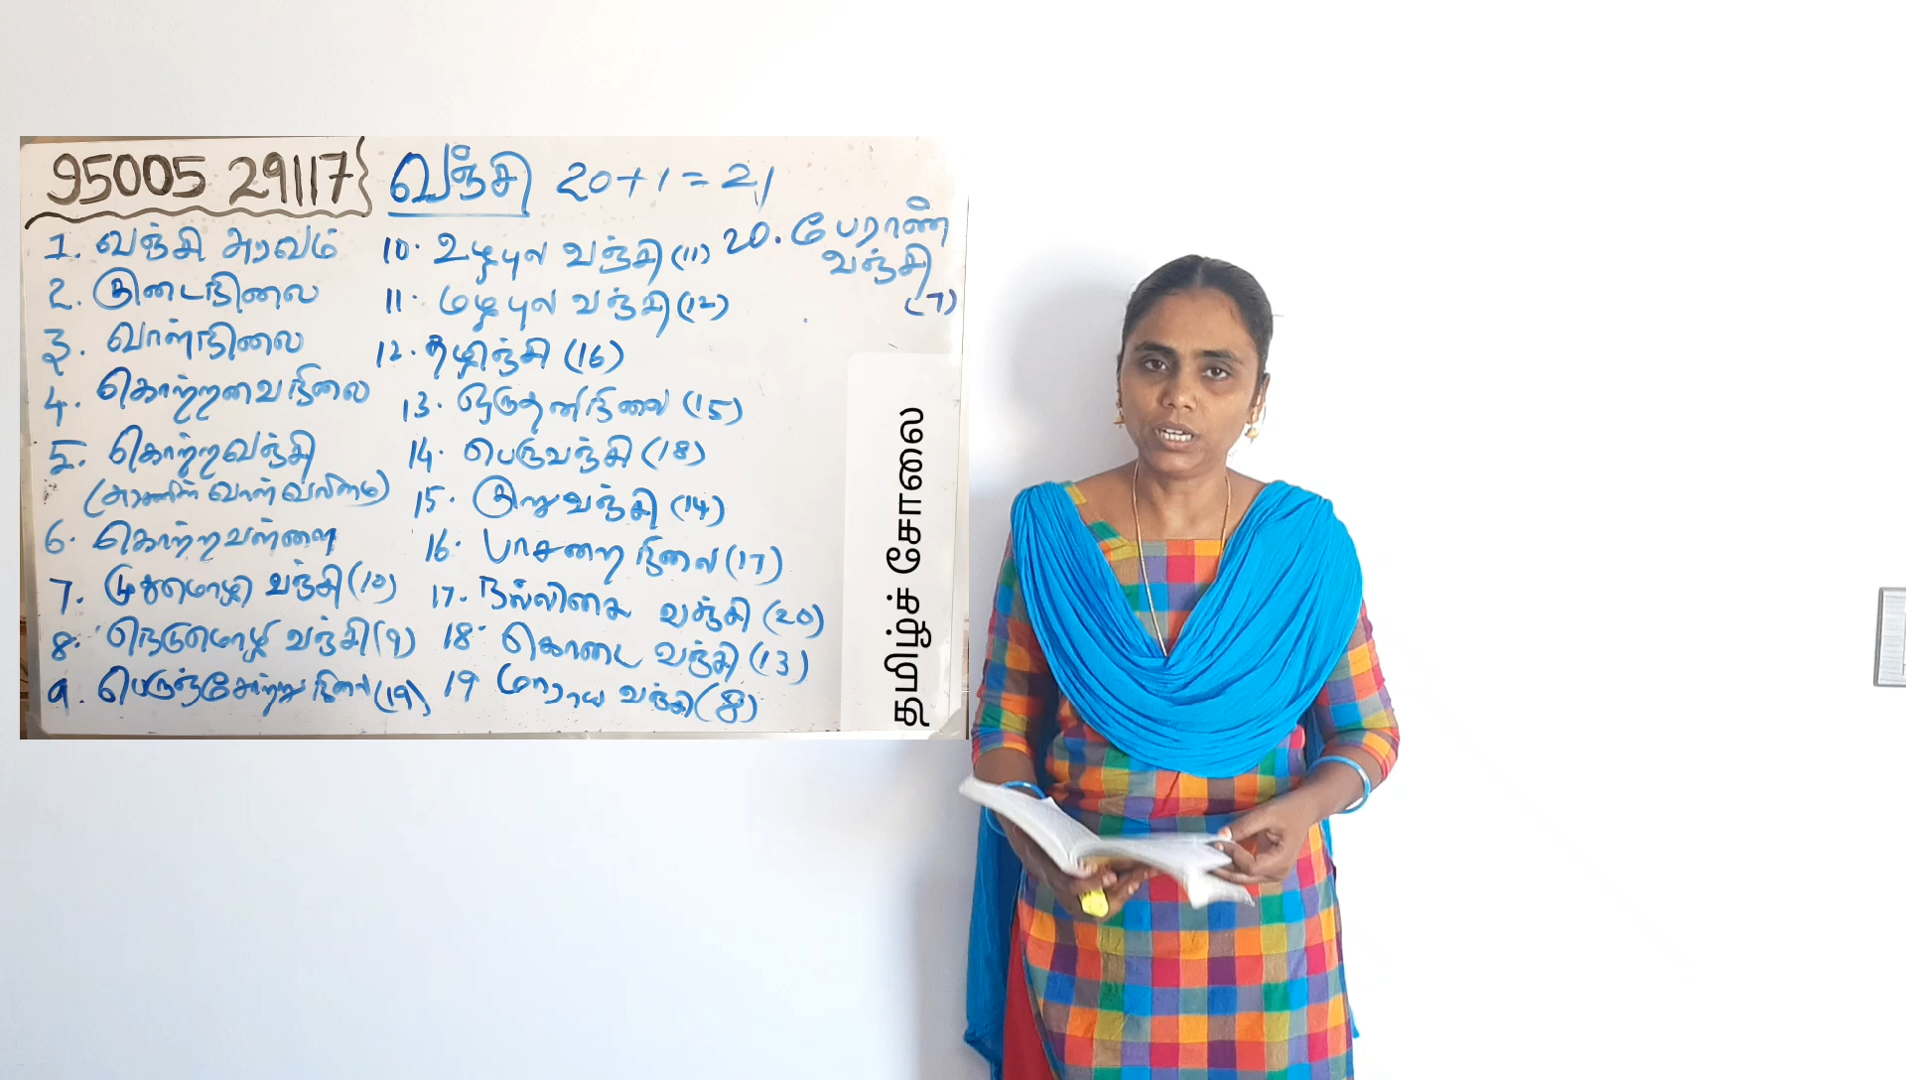 95005 29117
வஞ்சி 20+1=21
1. வஞ்சி அரவம்
2. குடைநிலை
3. வாள்நிலை
4. கொற்றவைநிலை
5. கொற்றவஞ்சி
(அரசனின் வாள் வலிமை)
6. கொற்றவள்ளை
7. முதுமொழி வஞ்சி (10)
8. நெடுமொழி வஞ்சி (9)
9. பெருஞ்சோற்று நிலை (19)
10. உழபுல வஞ்சி (11)
11. மழபுல வஞ்சி (12)
12. தழிஞ்சி (16)
13. ஒருதனிநிலை (15)
14. பெருவஞ்சி (18)
15. குறுவஞ்சி (14)
16. பாசறை நிலை (17)
17. நல்லிசை வஞ்சி (20)
18. கொடை வஞ்சி (13)
19 மாராய வஞ்சி (8)
20. பேராண்
வஞ்சி
(7)
தமிழ்ச் சோலை